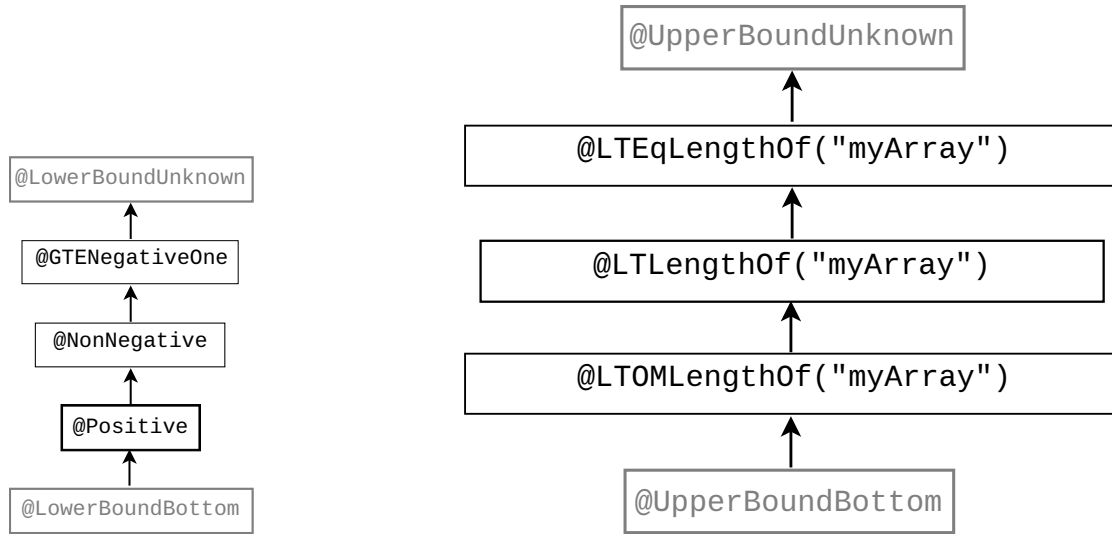 @LowerBoundUnknown
@GTENegativeOne
@NonNegative
@Positive
@LowerBoundBottom
@UpperBoundUnknown
@LTEqLengthOf("myArray")
@LTLengthOf("myArray")
@LTOMLengthOf("myArray")
@UpperBoundBottom